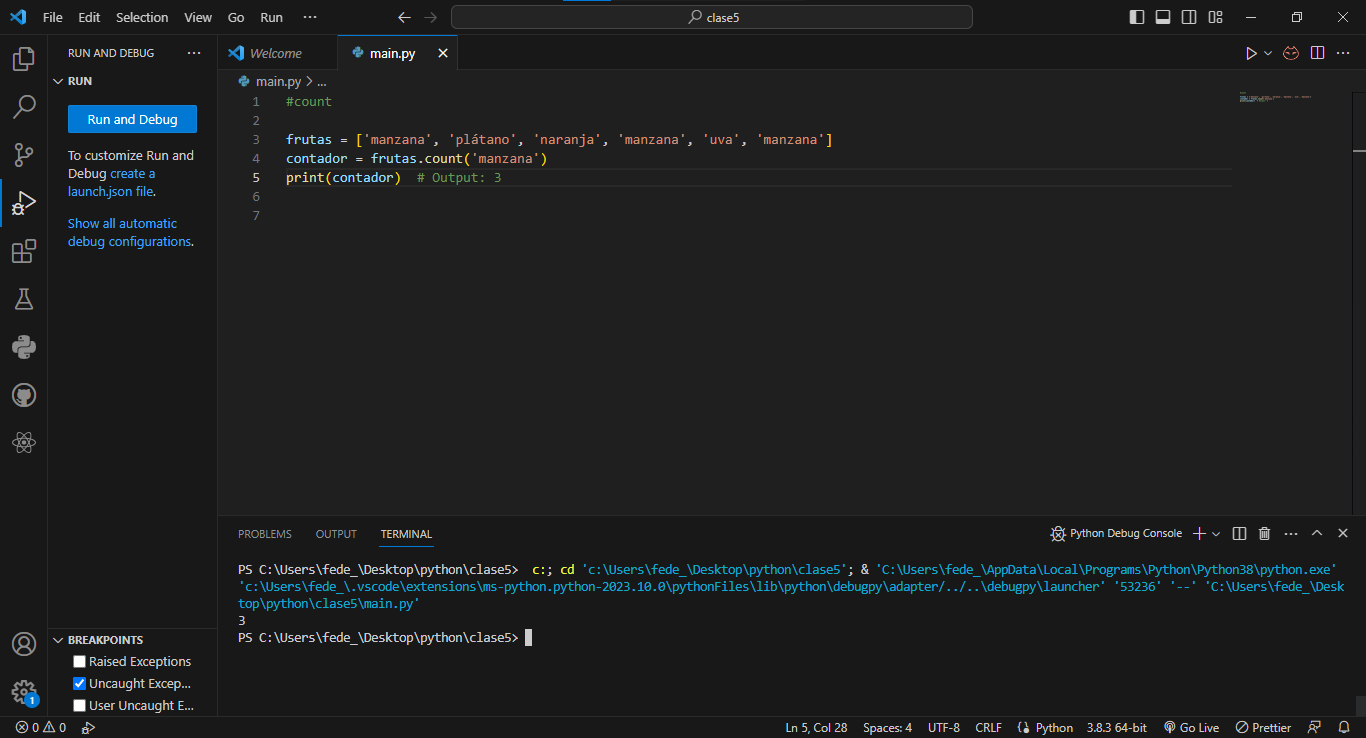 File Edit Selection View Go Run ··· clase5
RUN AND DEBUG ···
RUN
Run and Debug
To customize Run and
Debug create a
launch.json file.
Show all automatic
debug configurations.
BREAKPOINTS
Raised Exceptions
Uncaught Excep...
User Uncaught E...
1
Welcome main.py
main.py > ...
1 #count
2
3 frutas = ['manzana', 'plátano', 'naranja', 'manzana', 'uva', 'manzana']
4 contador = frutas.count('manzana')
5 print(contador)  # Output: 3
6
7
PROBLEMS OUTPUT TERMINAL Python Debug Console
PS C:\Users\fede_\Desktop\python\clase5>  c:; cd 'c:\Users\fede_\Desktop\python\clase5'; & 'C:\Users\fede_\AppData\Local\Programs\Python\Python38\python.exe'
'c:\Users\fede_\.vscode\extensions\ms-python.python-2023.10.0\pythonFiles\lib\python\debugpy\adapter/../..\debugpy\launcher' '53236' '--' 'C:\Users\fede_\Desk
top\python\clase5\main.py'
3
PS C:\Users\fede_\Desktop\python\clase5>
0 0 Ln 5, Col 28 Spaces: 4 UTF-8 CRLF Python 3.8.3 64-bit Go Live Prettier